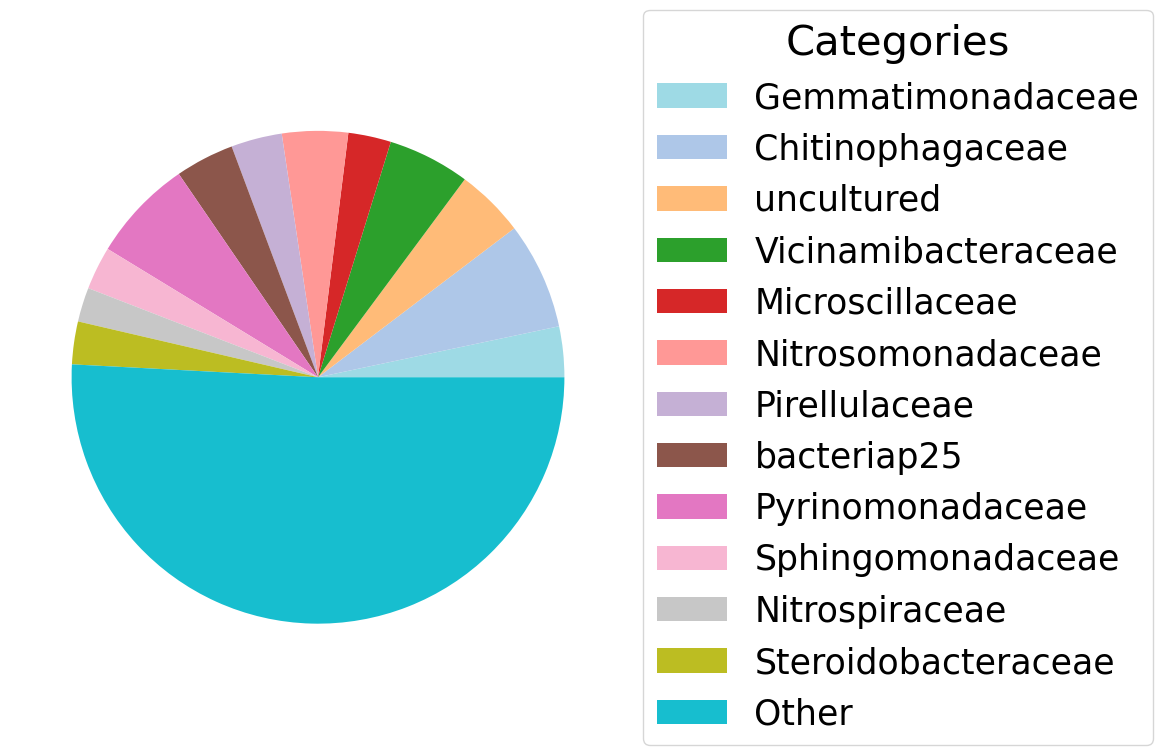 Categories
Gemmatimonadaceae
Chitinophagaceae
uncultured
Vicinamibacteraceae
Microscillaceae
Nitrosomonadaceae
Pirellulaceae
bacteriap25
Pyrinomonadaceae
Sphingomonadaceae
Nitrospiraceae
Steroidobacteraceae
Other